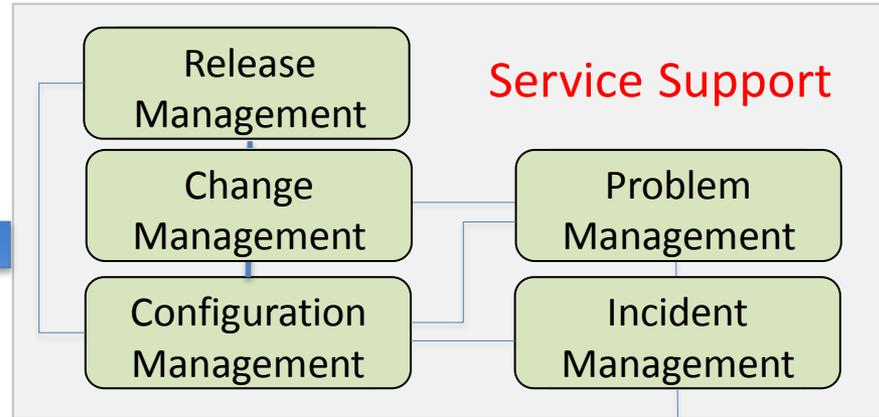 Release
Management
Service Support
Change
Management
Problem
Management
Configuration
Management
Incident
Management